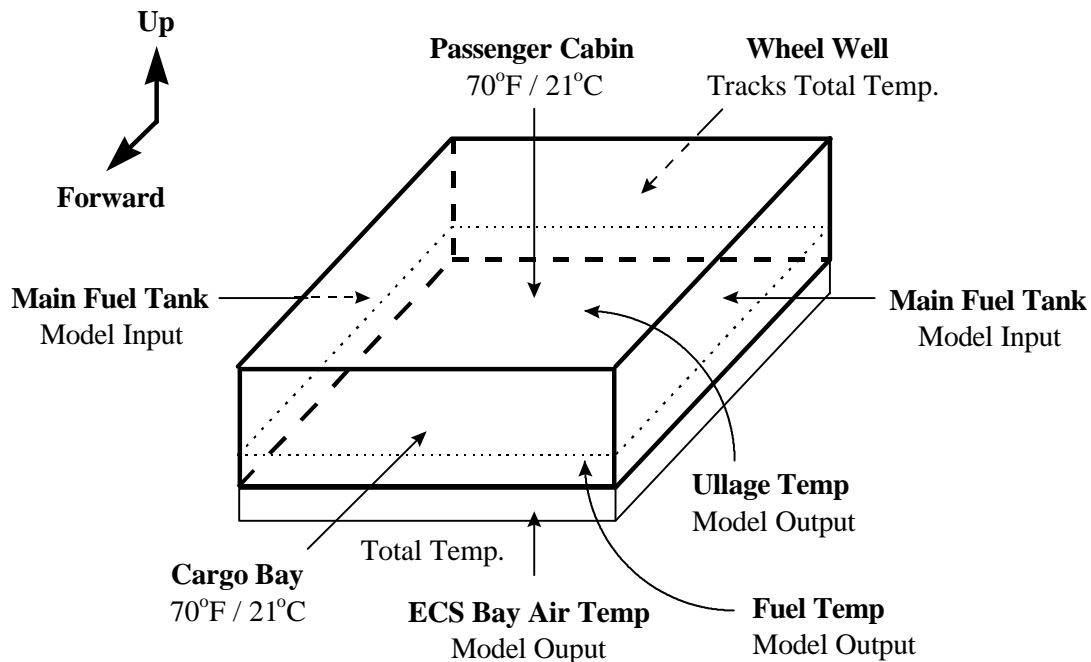 Up
Forward
Passenger Cabin
70°F / 21°C
Wheel Well
Tracks Total Temp.
Main Fuel Tank
Model Input
Main Fuel Tank
Model Input
Ullage Temp
Model Output
Total Temp.
Cargo Bay
70°F / 21°C
ECS Bay Air Temp
Model Ouput
Fuel Temp
Model Output